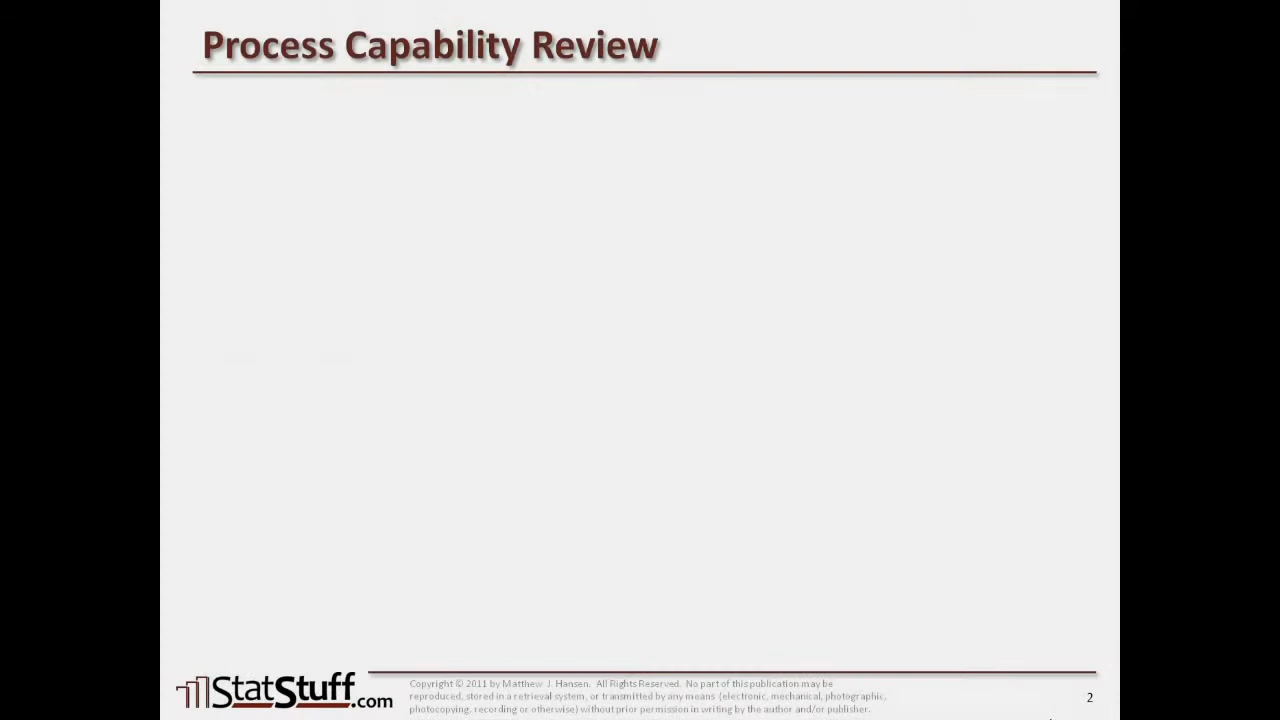 Process Capability Review
StatStuff.com
Copyright © 2011 by Matthew J. Hansen. All Rights Reserved. No part of this publication may be
reproduced, stored in a retrieval system, or transmitted by any means (electronic, mechanical, photographic,
photocopying, recording or otherwise) without prior permission in writing by the author and/or publisher.
2